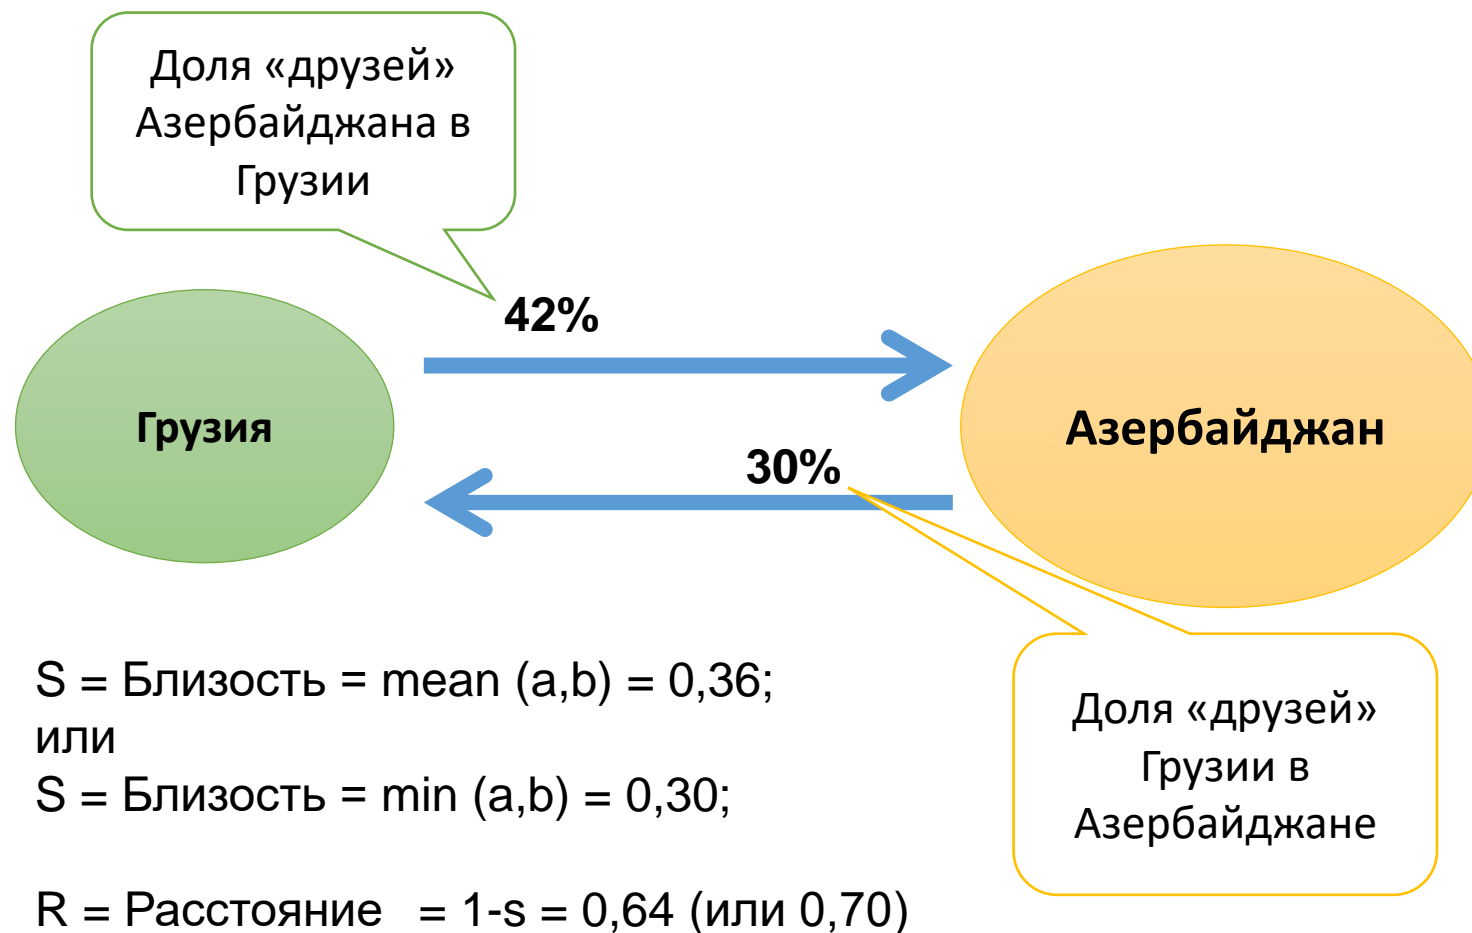 Доля «друзей»
Азербайджана в
Грузии
42%
Грузия
Азербайджан
30%
S = Близость = mean (a,b) = 0,36;
или
S = Близость = min (a,b) = 0,30;
R = Расстояние = 1-s = 0,64 (или 0,70)
Доля «друзей»
Грузии в
Азербайджане